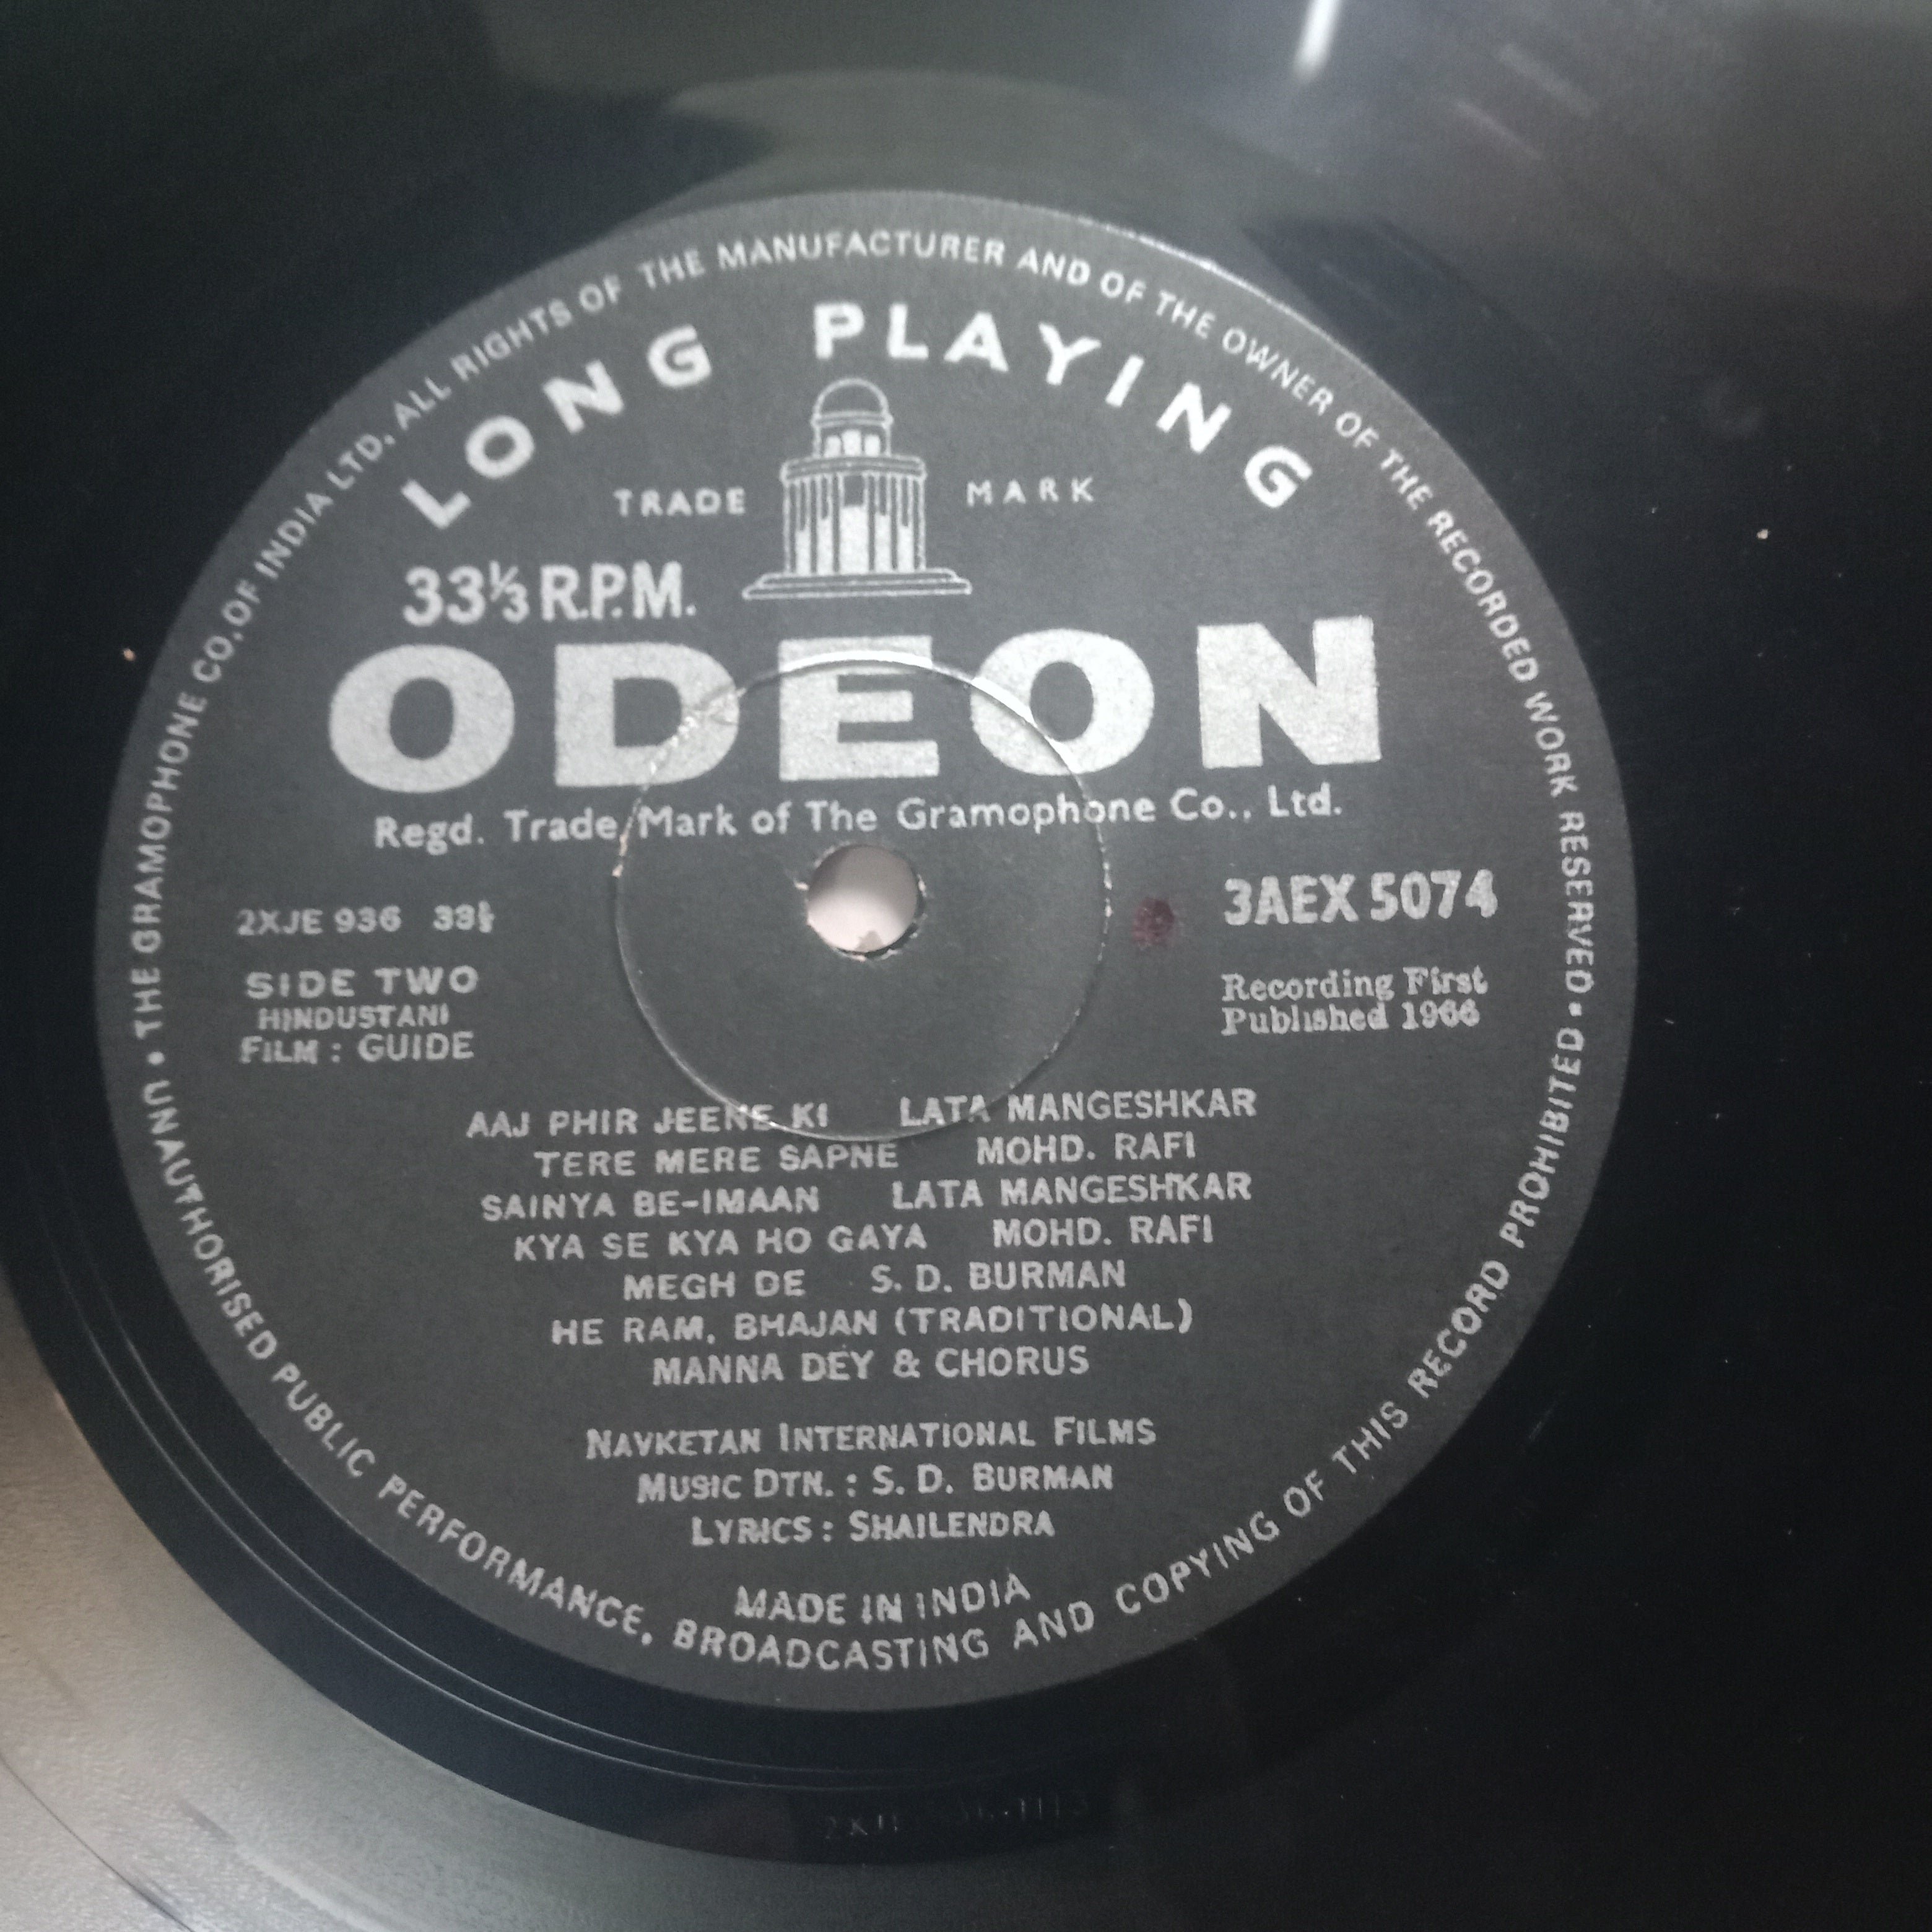 THE GRAMOPHONE CO. OF INDIA LTD. ALL RIGHTS OF THE MANUFACTURER AND OF THE OWNER OF THE RECORDED WORK RESERVED • UNAUTHORISED PUBLIC PERFORMANCE, BROADCASTING AND COPYING OF THIS RECORD PROHIBITED •
LONG PLAYING
TRADE MARK
33⅓ R.P.M.
ODEON
Regd. Trade Mark of The Gramophone Co., Ltd.
2XJE 936 33⅓
3AEX 5074
SIDE TWO
HINDUSTANI
FILM : GUIDE
Recording First
Published 1966
AAJ PHIR JEENE KI LATA MANGESHKAR
TERE MERE SAPNE MOHD. RAFI
SAINYA BE-IMAAN LATA MANGESHKAR
KYA SE KYA HO GAYA MOHD. RAFI
MEGH DE S. D. BURMAN
HE RAM, BHAJAN (TRADITIONAL)
MANNA DEY & CHORUS
NAVKETAN INTERNATIONAL FILMS
MUSIC DTN. : S. D. BURMAN
LYRICS : SHAILENDRA
MADE IN INDIA